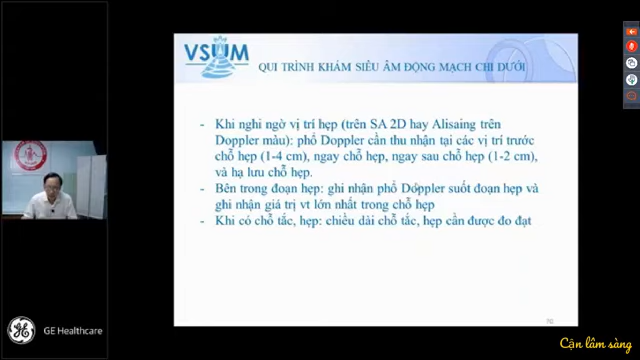 VSUM
QUI TRÌNH KHÁM SIÊU ÂM ĐỘNG MẠCH CHI DƯỚI
- Khi nghi ngờ vị trí hẹp (trên SA 2D hay Alisaing trên
Doppler màu): phổ Doppler cần thu nhận tại các vị trí trước
chỗ hẹp (1-4 cm), ngay chỗ hẹp, ngay sau chỗ hẹp (1-2 cm),
và hạ lưu chỗ hẹp.
- Bên trong đoạn hẹp: ghi nhận phổ Doppler suốt đoạn hẹp và
ghi nhận giá trị vt lớn nhất trong chỗ hẹp
- Khi có chỗ tắc, hẹp: chiều dài chỗ tắc, hẹp cần được đo đạt
70
GE Healthcare
Cận lâm sàng